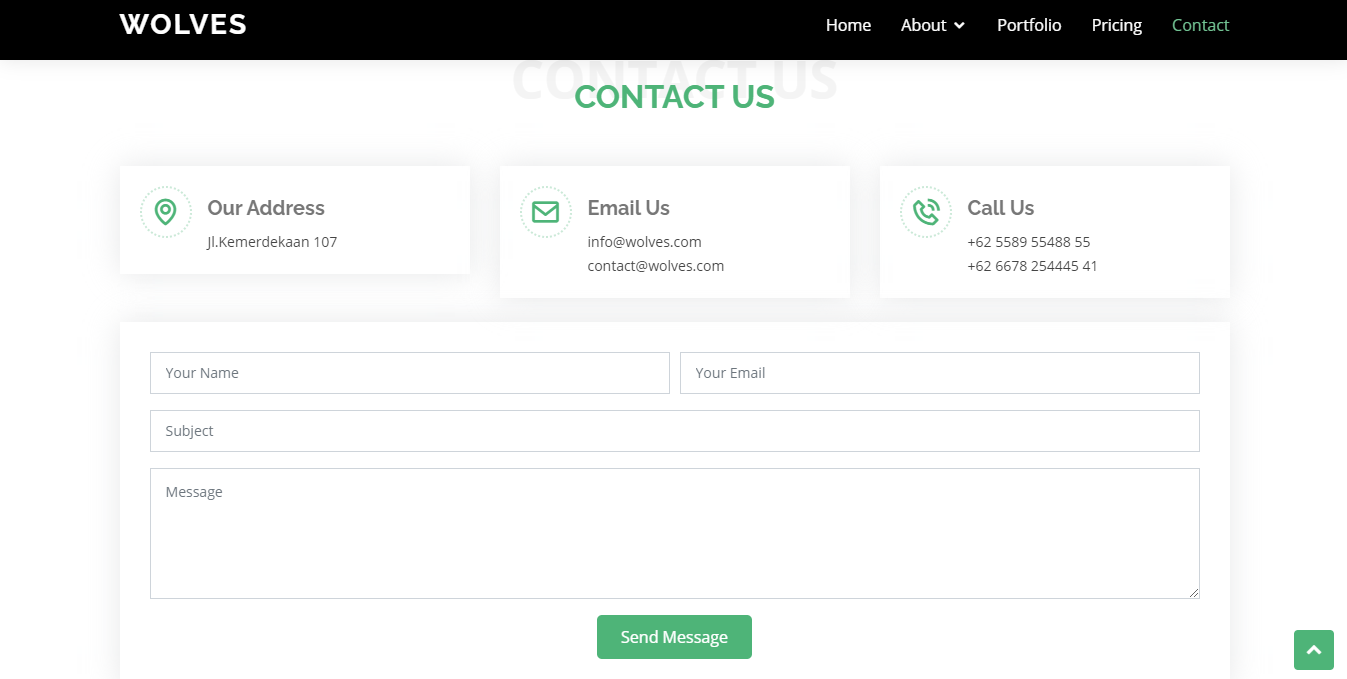 WOLVES
Home About Portfolio Pricing Contact
CONTACT US
CONTACT US
Our Address
Jl.Kemerdekaan 107
Email Us
info@wolves.com
contact@wolves.com
Call Us
+62 5589 55488 55
+62 6678 254445 41
Your Name
Your Email
Subject
Message
Send Message